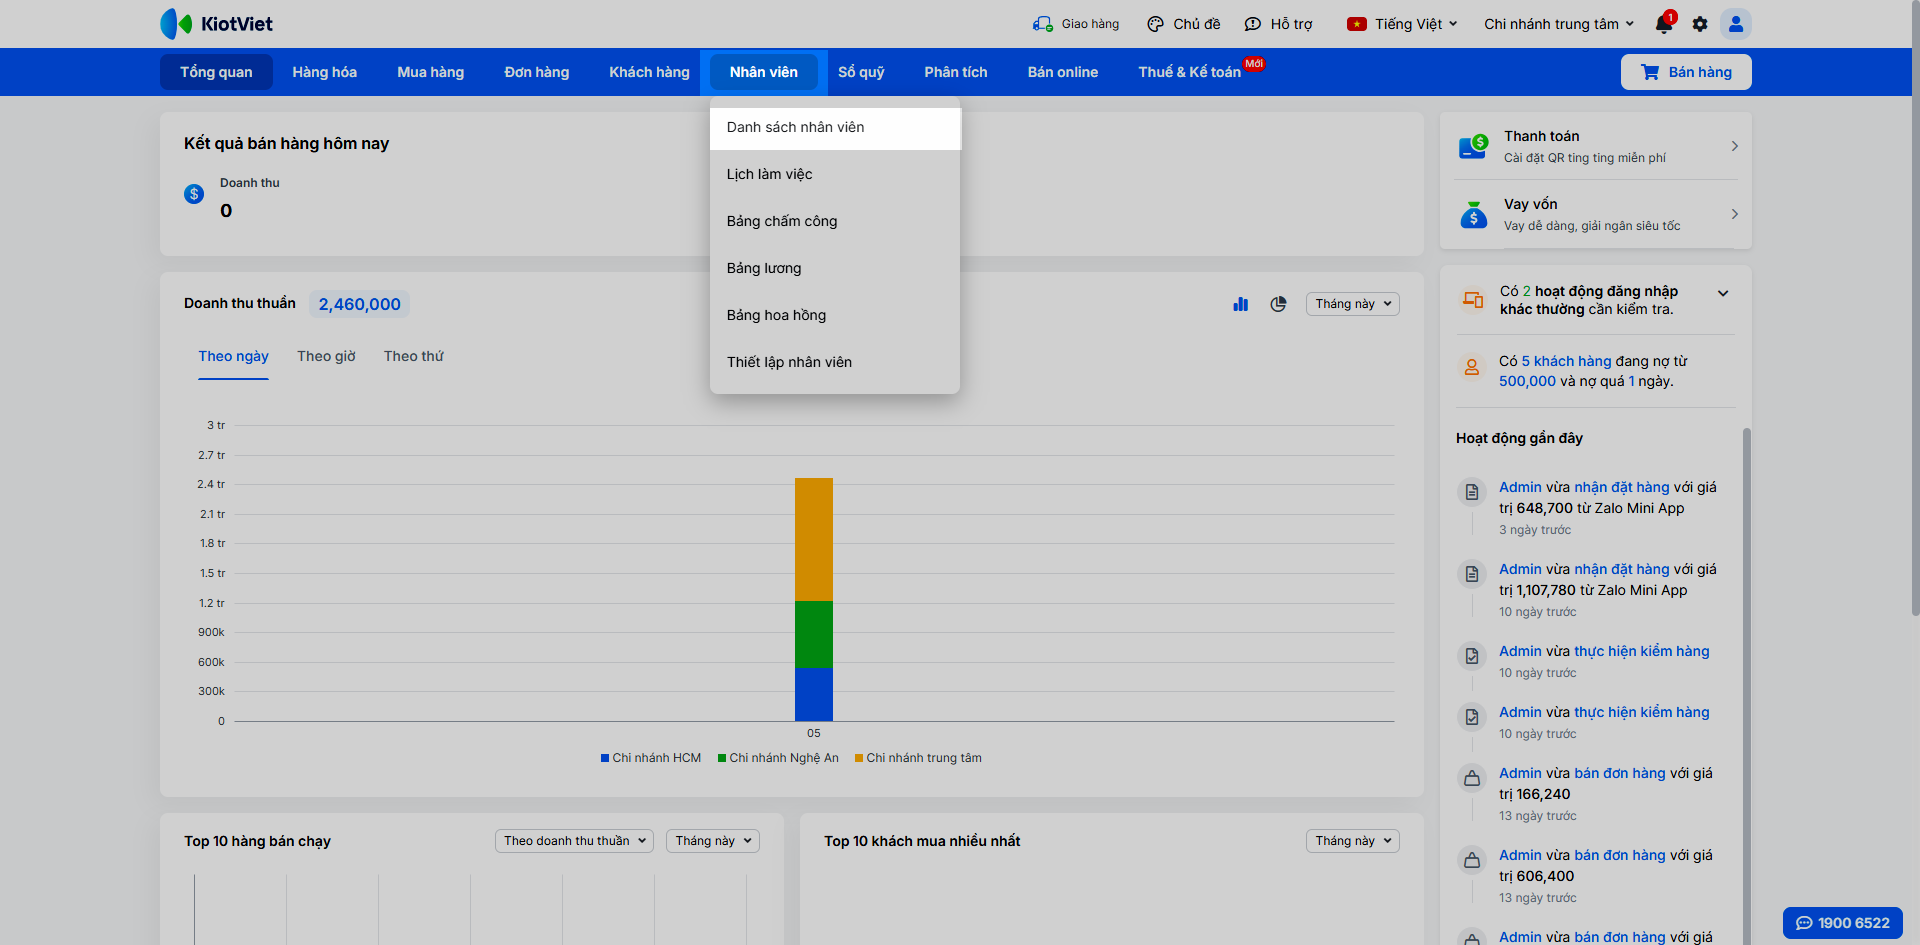 KiotViet
Giao hàng
Chủ đề
Hỗ trợ
Tiếng Việt
Chi nhánh trung tâm
1
Tổng quan
Hàng hóa
Mua hàng
Đơn hàng
Khách hàng
Nhân viên
Sổ quỹ
Phân tích
Bán online
Thuế & Kế toán
Mới
Bán hàng
Danh sách nhân viên
Lịch làm việc
Bảng chấm công
Bảng lương
Bảng hoa hồng
Thiết lập nhân viên
Kết quả bán hàng hôm nay
Doanh thu
0
Doanh thu thuần
2,460,000
Tháng này
Theo ngày
Theo giờ
Theo thứ
3 tr
2.7 tr
2.4 tr
2.1 tr
1.8 tr
1.5 tr
1.2 tr
900k
600k
300k
0
05
Chi nhánh HCM
Chi nhánh Nghệ An
Chi nhánh trung tâm
Top 10 hàng bán chạy
Theo doanh thu thuần
Tháng này
Top 10 khách mua nhiều nhất
Tháng này
Thanh toán
Cài đặt QR ting ting miễn phí
Vay vốn
Vay dễ dàng, giải ngân siêu tốc
Có 2 hoạt động đăng nhập
khác thường cần kiểm tra.
Có 5 khách hàng đang nợ từ
500,000 và nợ quá 1 ngày.
Hoạt động gần đây
Admin vừa nhận đặt hàng với giá
trị 648,700 từ Zalo Mini App
3 ngày trước
Admin vừa nhận đặt hàng với giá
trị 1,107,780 từ Zalo Mini App
10 ngày trước
Admin vừa thực hiện kiểm hàng
10 ngày trước
Admin vừa thực hiện kiểm hàng
10 ngày trước
Admin vừa bán đơn hàng với giá
trị 166,240
13 ngày trước
Admin vừa bán đơn hàng với giá
trị 606,400
13 ngày trước
Admin vừa bán đơn hàng với giá
1900 6522